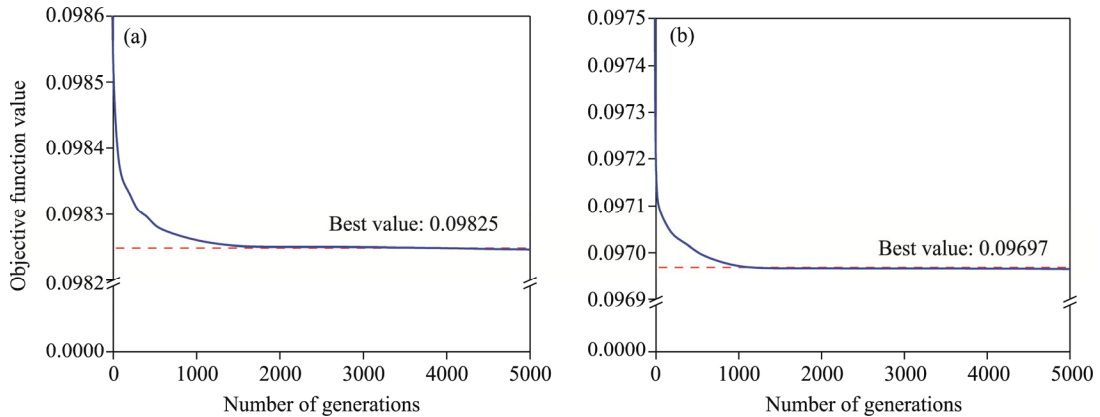 (a)
Objective function value
0.0986
0.0985
0.0984
0.0983
0.0982
0.0000
Best value: 0.09825
0 1000 2000 3000 4000 5000
Number of generations
(b)
0.0975
0.0974
0.0973
0.0972
0.0971
0.0970
0.0969
0.0000
Best value: 0.09697
0 1000 2000 3000 4000 5000
Number of generations